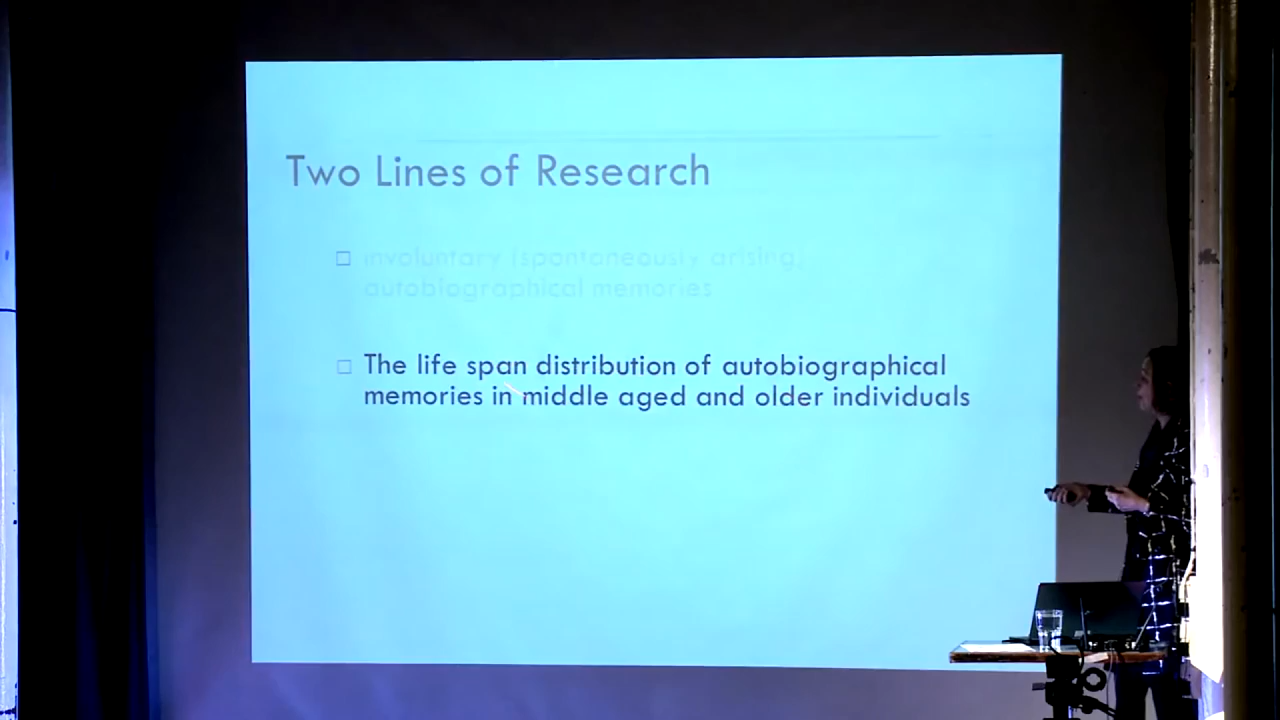 Two Lines of Research
involuntary (spontaneously arising)
autobiographical memories
The life span distribution of autobiographical
memories in middle aged and older individuals